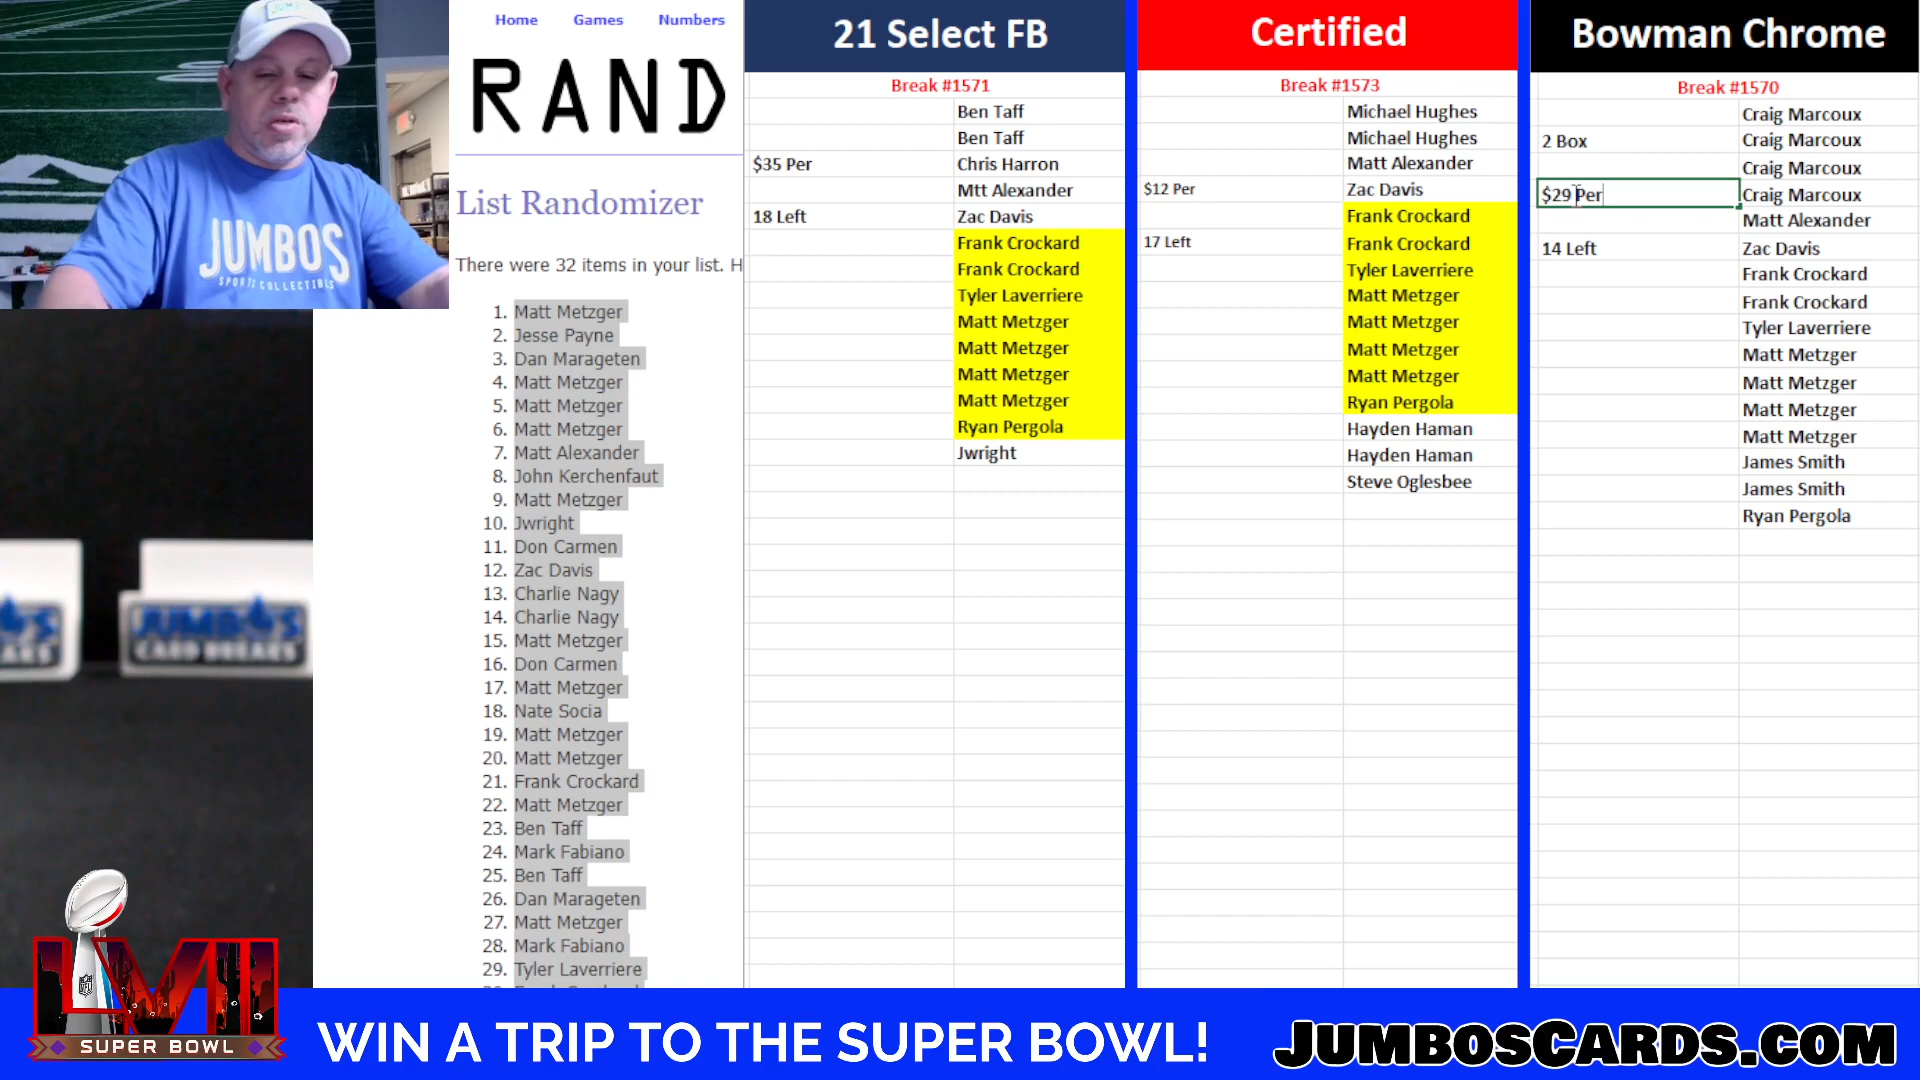 JUMBOS
SPORTS COLLECTIBLES
Home Games Numbers
RAND
List Randomizer
There were 32 items in your list. H
1. Matt Metzger
2. Jesse Payne
3. Dan Marageten
4. Matt Metzger
5. Matt Metzger
6. Matt Metzger
7. Matt Alexander
8. John Kerchenfaut
9. Matt Metzger
10. Jwright
11. Don Carmen
12. Zac Davis
13. Charlie Nagy
14. Charlie Nagy
15. Matt Metzger
16. Don Carmen
17. Matt Metzger
18. Nate Socia
19. Matt Metzger
20. Matt Metzger
21. Frank Crockard
22. Matt Metzger
23. Ben Taff
24. Mark Fabiano
25. Ben Taff
26. Dan Marageten
27. Matt Metzger
28. Mark Fabiano
29. Tyler Laverriere
21 Select FB
Break #1571
Ben Taff
Ben Taff
$35 Per Chris Harron
Mtt Alexander
18 Left Zac Davis
Frank Crockard
Frank Crockard
Tyler Laverriere
Matt Metzger
Matt Metzger
Matt Metzger
Matt Metzger
Ryan Pergola
Jwright
Certified
Break #1573
Michael Hughes
Michael Hughes
Matt Alexander
$12 Per Zac Davis
Frank Crockard
17 Left Frank Crockard
Tyler Laverriere
Matt Metzger
Matt Metzger
Matt Metzger
Matt Metzger
Ryan Pergola
Hayden Haman
Hayden Haman
Steve Oglesbee
Bowman Chrome
Break #1570
Craig Marcoux
2 Box Craig Marcoux
Craig Marcoux
$29 Per Craig Marcoux
Matt Alexander
14 Left Zac Davis
Frank Crockard
Frank Crockard
Tyler Laverriere
Matt Metzger
Matt Metzger
Matt Metzger
Matt Metzger
James Smith
James Smith
Ryan Pergola
JUMBO'S
CARD BREAKS
LVII
SUPER BOWL
WIN A TRIP TO THE SUPER BOWL!
JUMBOSCARDS.COM